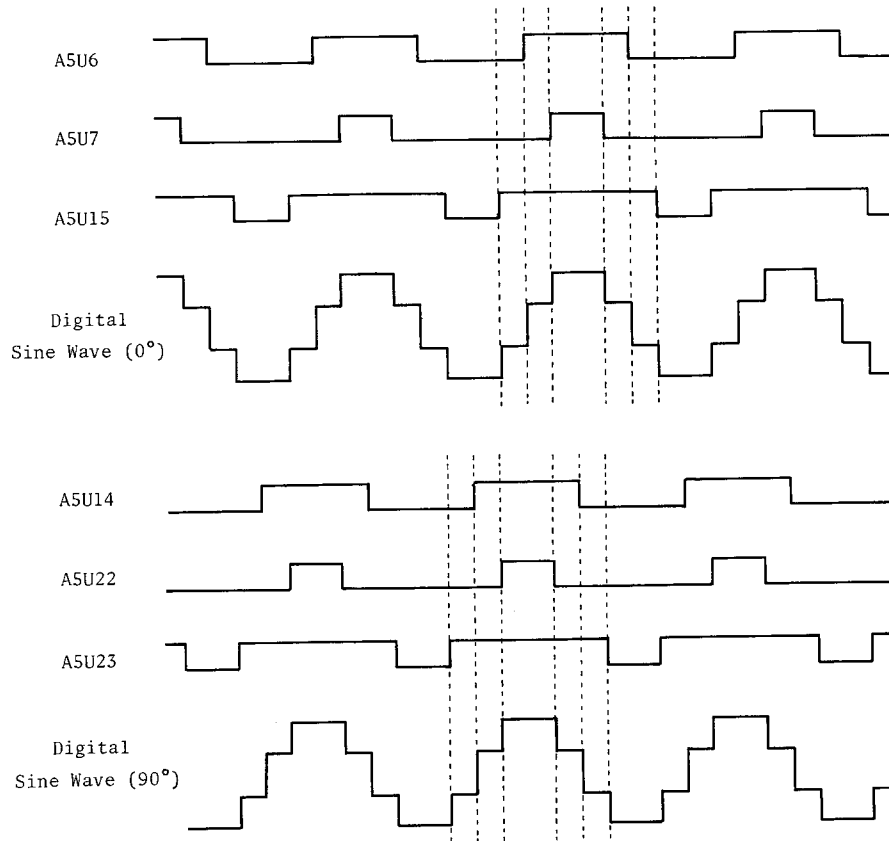 A5U6
A5U7
A5U15
Digital
Sine Wave (0°)
A5U14
A5U22
A5U23
Digital
Sine Wave (90°)